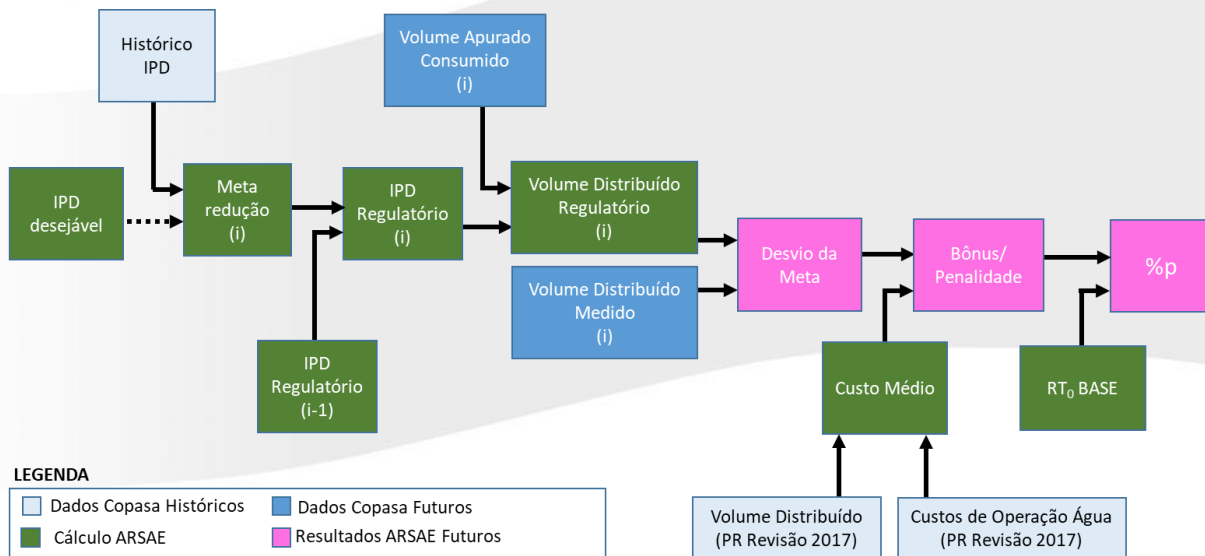 Histórico
IPD
Volume Apurado
Consumido
(i)
IPD
desejável
Meta
redução
(i)
IPD
Regulatório
(i)
Volume Distribuído
Regulatório
(i)
Desvio da
Meta
Bônus/
Penalidade
%p
Volume Distribuído
Medido
(i)
IPD
Regulatório
(i-1)
Custo Médio
RT₀ BASE
LEGENDA
Dados Copasa Históricos
Dados Copasa Futuros
Cálculo ARSAE
Resultados ARSAE Futuros
Volume Distribuído
(PR Revisão 2017)
Custos de Operação Água
(PR Revisão 2017)